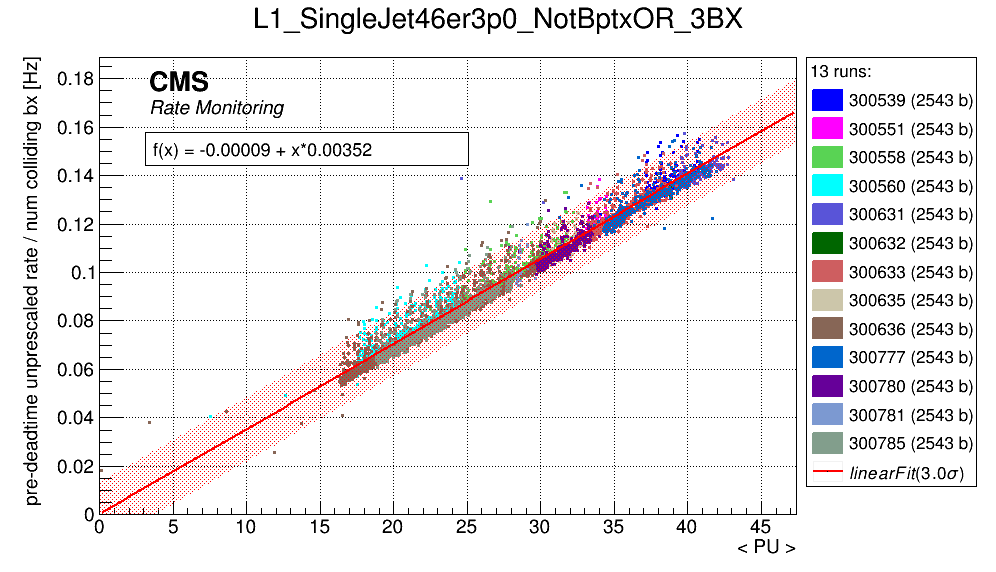 L1_SingleJet46er3p0_NotBptxOR_3BX
pre-deadtime unprescaled rate / num colliding bx [Hz]
CMS
Rate Monitoring
f(x) = -0.00009 + x*0.00352
0.18
0.16
0.14
0.12
0.1
0.08
0.06
0.04
0.02
0
0 5 10 15 20 25 30 35 40 45
< PU >
13 runs:
300539 (2543 b)
300551 (2543 b)
300558 (2543 b)
300560 (2543 b)
300631 (2543 b)
300632 (2543 b)
300633 (2543 b)
300635 (2543 b)
300636 (2543 b)
300777 (2543 b)
300780 (2543 b)
300781 (2543 b)
300785 (2543 b)
linearFit(3.0σ)